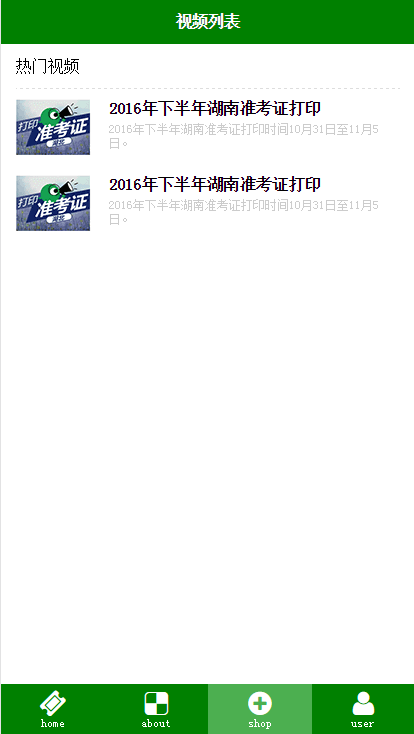 视频列表
热门视频
打印
准考证
2016年下半年湖南准考证打印
2016年下半年湖南准考证打印时间10月31日至11月5
日。
打印
准考证
2016年下半年湖南准考证打印
2016年下半年湖南准考证打印时间10月31日至11月5
日。
home
about
shop
user